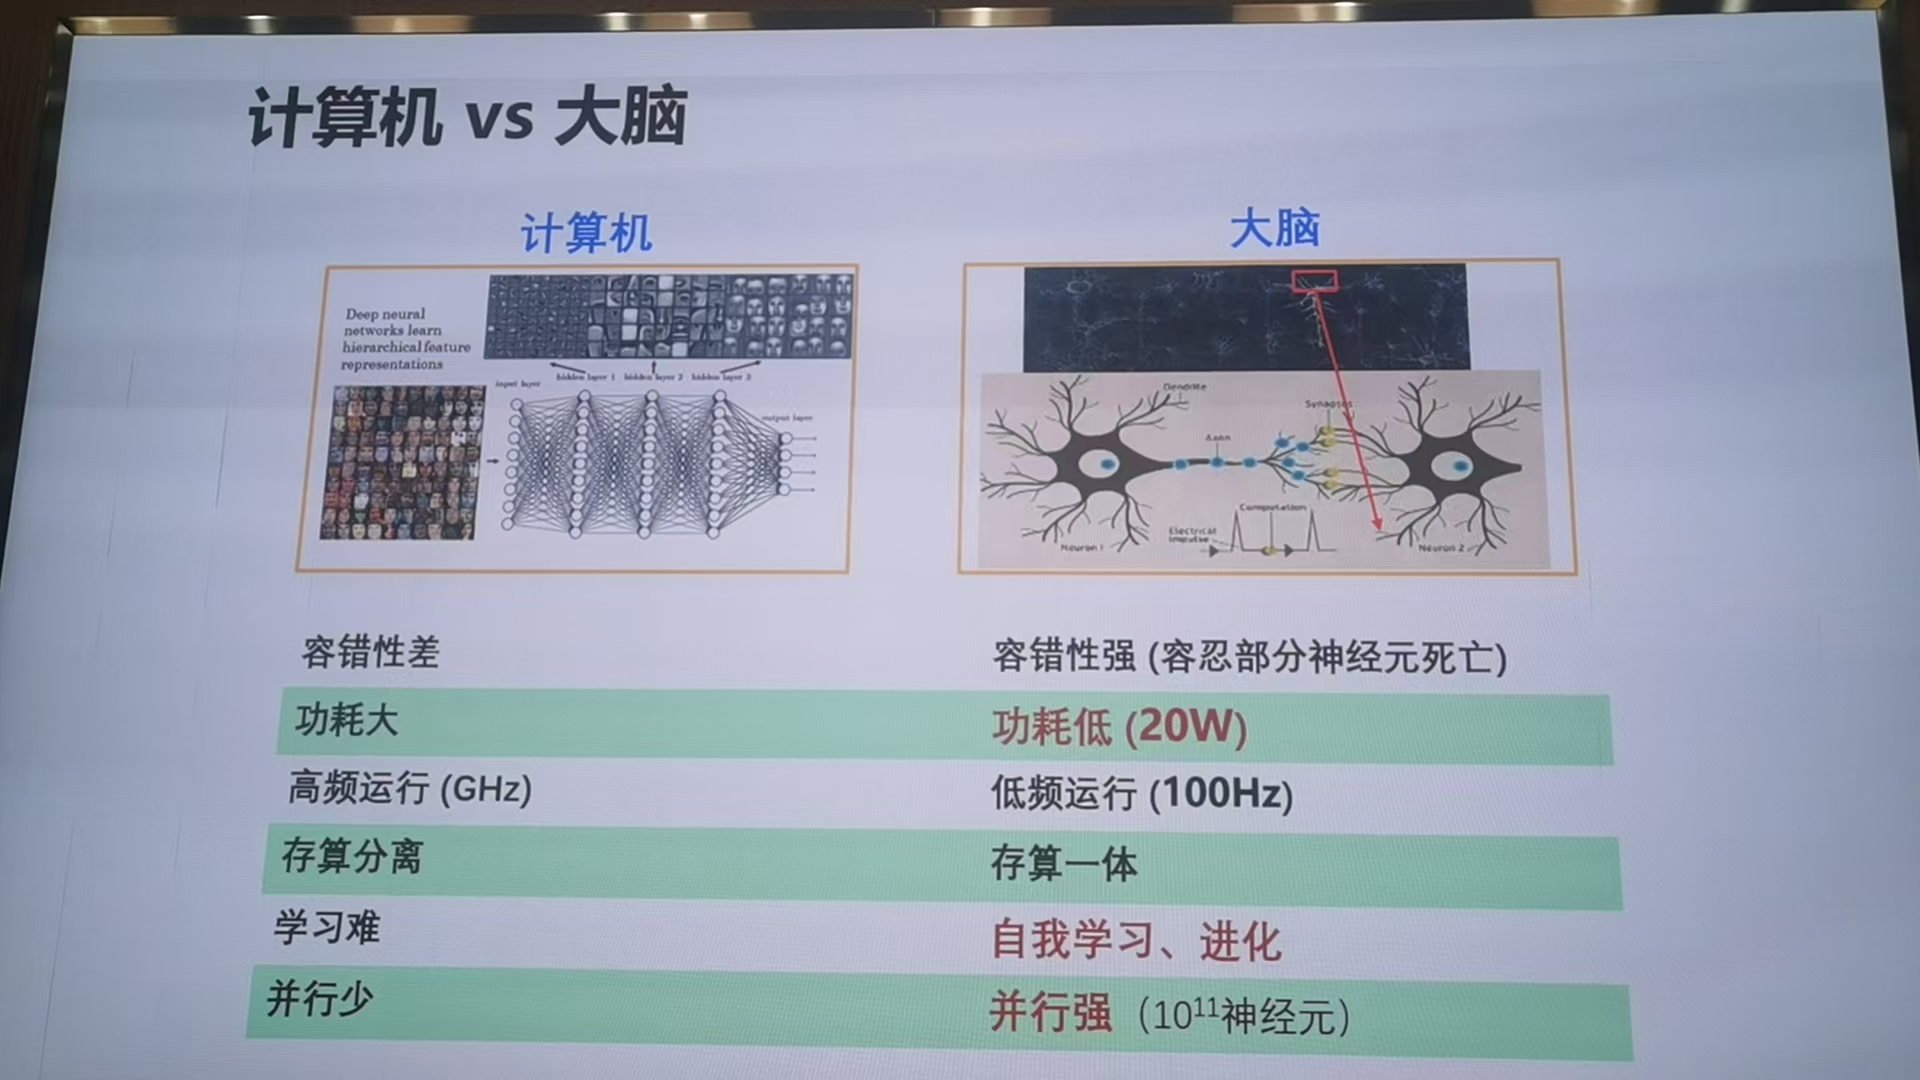 计算机 vs 大脑
计算机
大脑
Deep neural
networks learn
hierarchical feature
representations
input layer
hidden layer 1 hidden layer 2 hidden layer 3
output layer
Dendrite
Synapses
Axon
Computation
Electrical
Impulse
Neuron 1
Neuron 2
容错性差
容错性强 (容忍部分神经元死亡)
功耗大
功耗低 (20W)
高频运行 (GHz)
低频运行 (100Hz)
存算分离
存算一体
学习难
自我学习、进化
并行少
并行强（10¹¹神经元）